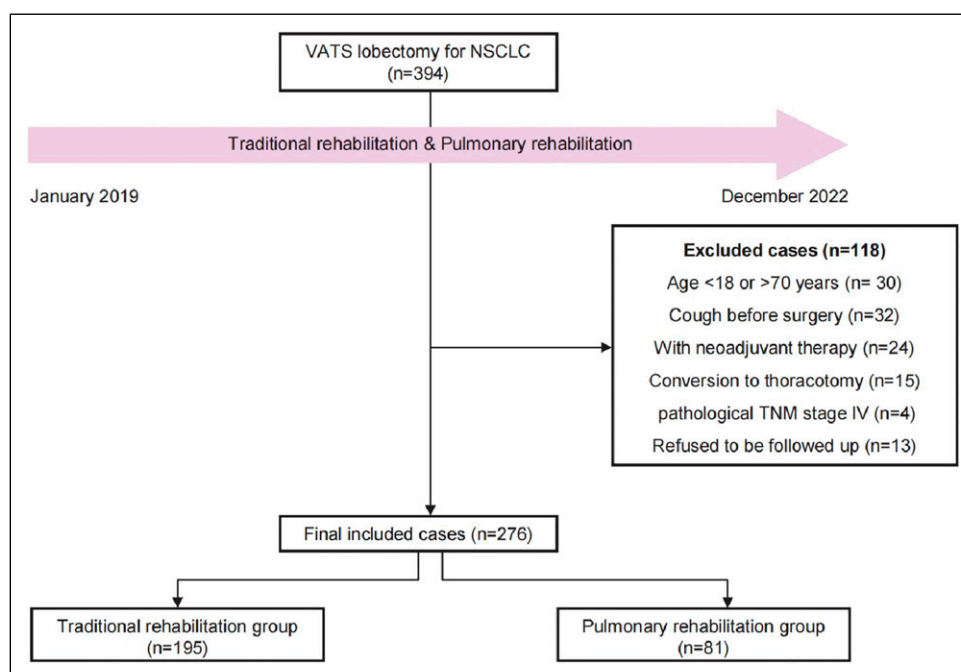 VATS lobectomy for NSCLC
(n=394)
Traditional rehabilitation & Pulmonary rehabilitation
January 2019
December 2022
Excluded cases (n=118)
Age <18 or >70 years (n= 30)
Cough before surgery (n=32)
With neoadjuvant therapy (n=24)
Conversion to thoracotomy (n=15)
pathological TNM stage IV (n=4)
Refused to be followed up (n=13)
Final included cases (n=276)
Traditional rehabilitation group
(n=195)
Pulmonary rehabilitation group
(n=81)